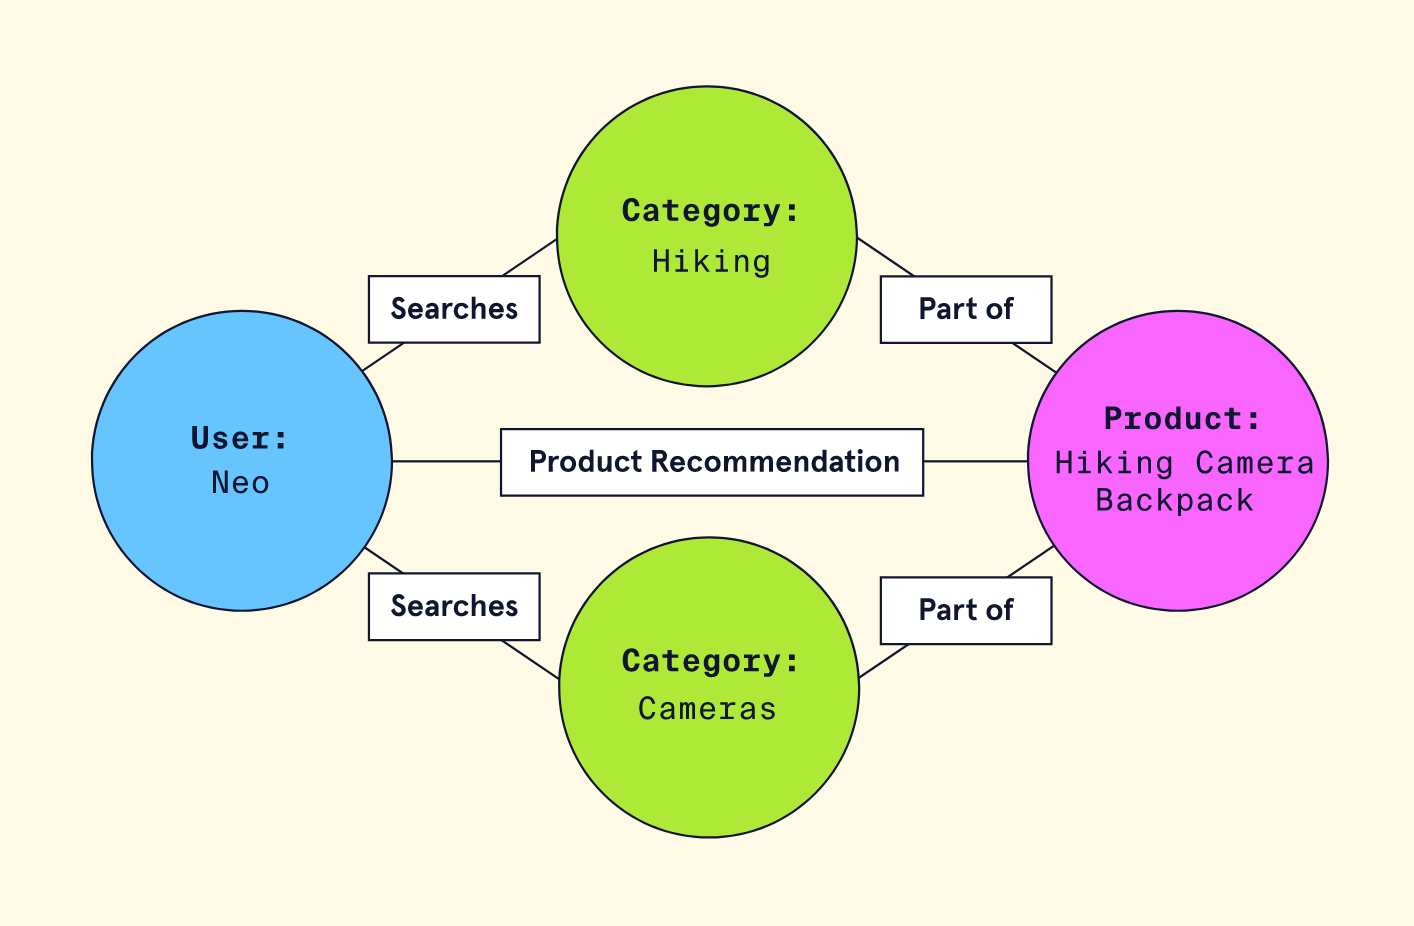 Category:
Hiking
Searches
Part of
User:
Neo
Product Recommendation
Product:
Hiking Camera
Backpack
Searches
Part of
Category:
Cameras